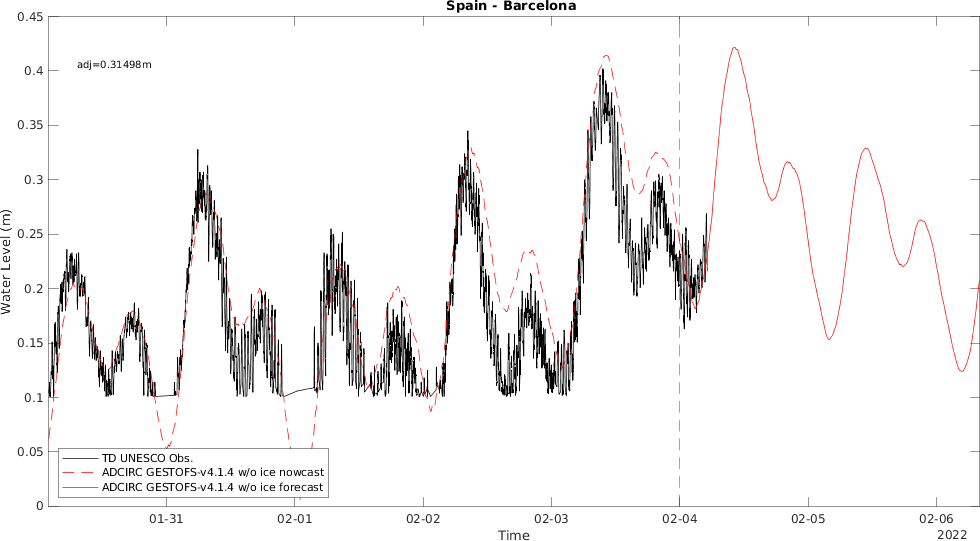 Spain - Barcelona
0.45
0.4
0.35
0.3
0.25
0.2
0.15
0.1
0.05
0
Water Level (m)
adj=0.31498m
TD UNESCO Obs.
ADCIRC GESTOFS-v4.1.4 w/o ice nowcast
ADCIRC GESTOFS-v4.1.4 w/o ice forecast
01-31 02-01 02-02 02-03 02-04 02-05 02-06
Time 2022